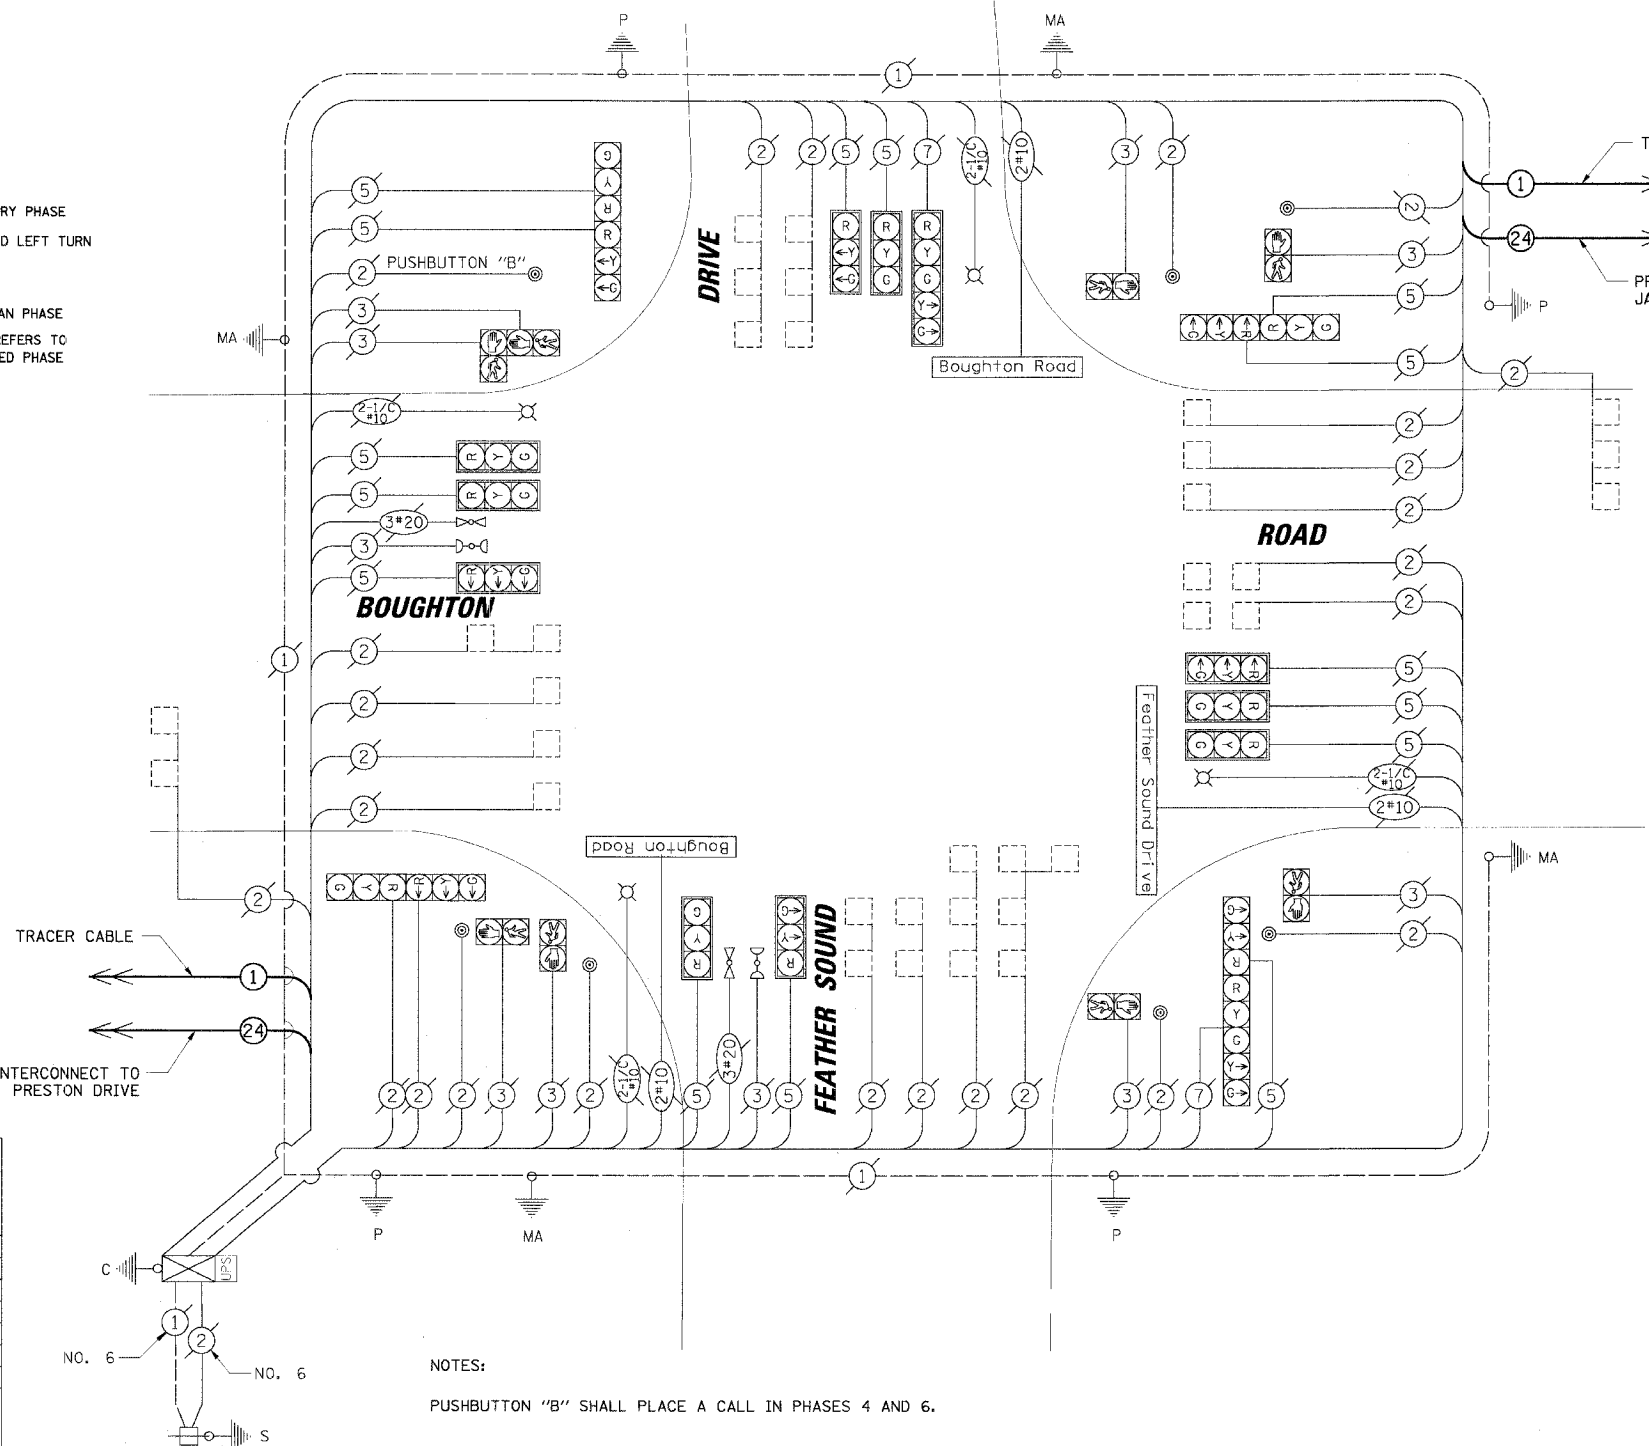 P
MA
1
T
RY PHASE
D LEFT TURN
AN PHASE
REFERS TO
ED PHASE
MA
5
5
2
PUSHBUTTON "B"
3
3
G
Y
R
R
Y
G
DRIVE
2
2
5
5
7
2-1/C #10
2#10
3
2
R
Y
G
R
Y
G
R
Y
G
Y
G
Boughton Road
2
3
5
G Y R R Y G
5
1
24
PR
JA
P
2
2-1/C
#10
5
R Y G
5
R Y G
3#20
3
5
R Y G
BOUGHTON
2
2
2
2
1
2
2
2
ROAD
2
2
G Y R
5
G Y R
5
G Y R
5
2-1/C
#10
2#10
Feather Sound Drive
MA
2
TRACER CABLE
1
24
NTERCONNECT TO
PRESTON DRIVE
G Y R R Y G
Boughton Road
G
Y
R
G
Y
R
FEATHER SOUND
2
2
2
3
3
2
2-1/C #10
2#10
5
3#20
3
5
2
2
2
2
3
2
7
5
3
2
G
Y
R
R
Y
G
Y
G
1
P
MA
P
C
UPS
1
2
NO. 6
NO. 6
S
NOTES:
PUSHBUTTON "B" SHALL PLACE A CALL IN PHASES 4 AND 6.